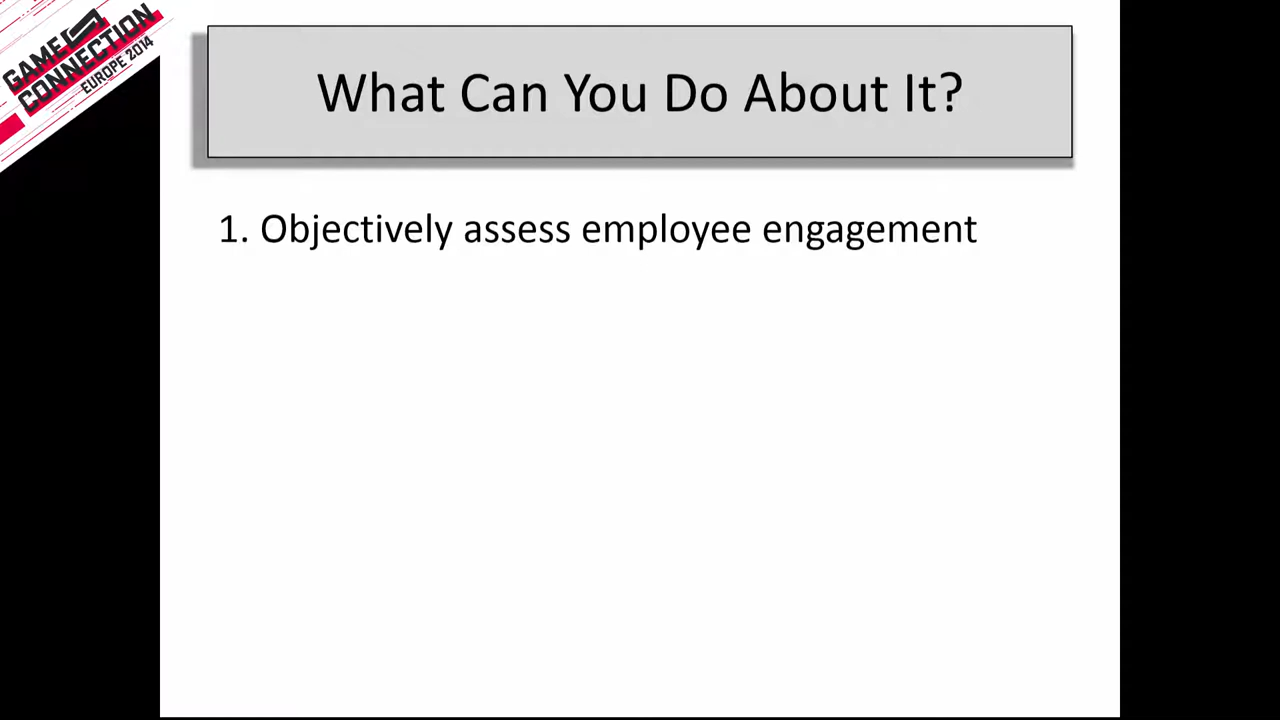 GAME
CONNECTION
EUROPE 2014
What Can You Do About It?
1. Objectively assess employee engagement